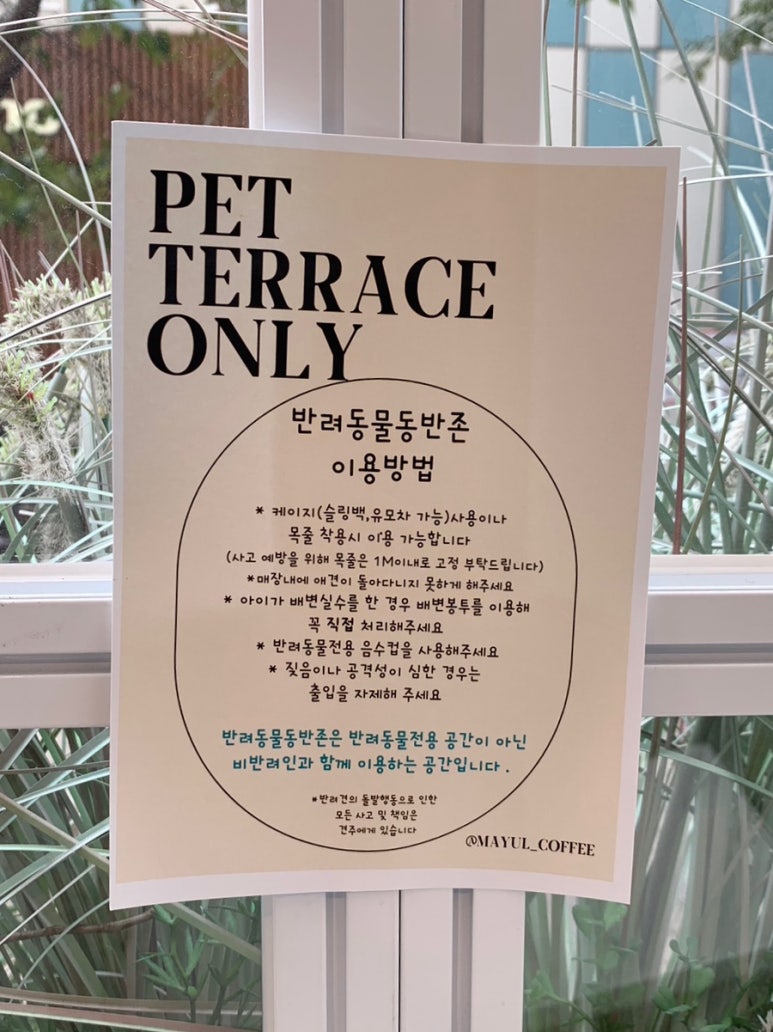 PET
TERRACE
ONLY
반려동물동반존
이용방법
* 케이지(슬링백,유모차 가능)사용이나
목줄 착용시 이용 가능합니다
(사고 예방을 위해 목줄은 1M이내로 고정 부탁드립니다)
*매장내에 애견이 돌아다니지 못하게 해주세요
* 아이가 배변실수를 한 경우 배변봉투를 이용해
꼭 직접 처리해주세요
* 반려동물전용 음수컵을 사용해주세요
* 짖음이나 공격성이 심한 경우는
출입을 자제해 주세요
반려동물동반존은 반려동물전용 공간이 아닌
비반려인과 함께 이용하는 공간입니다.
*반려견의 돌발행동으로 인한
모든 사고 및 책임은
견주에게 있습니다
@MAYUL_COFFEE